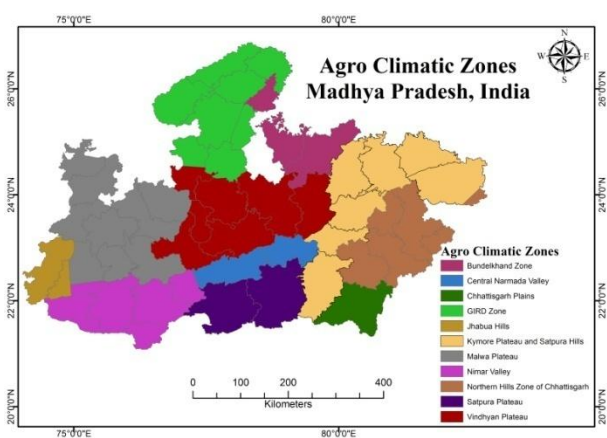 75°0'0"E 80°0'0"E
Agro Climatic Zones
Madhya Pradesh, India
N
W E
S
26°0'0"N 26°0'0"N
24°0'0"N 24°0'0"N
22°0'0"N 22°0'0"N
20°0'0"N 20°0'0"N
Agro Climatic Zones
Bundelkhand Zone
Central Narmada Valley
Chhattisgarh Plains
GIRD Zone
Jhabua Hills
Kymore Plateau and Satpura Hills
Malwa Plateau
Nimar Valley
Northern Hills Zone of Chhattisgarh
Satpura Plateau
Vindhyan Plateau
0 100 200 300 400
Kilometers
75°0'0"E 80°0'0"E